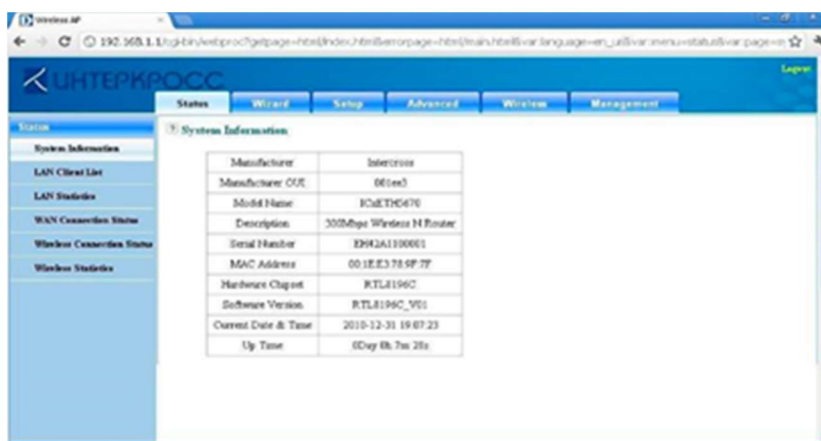 Wireless AP
192.168.1.1/cgi-bin/webproc?getpage=html/index.html&errorpage=html/main.html&var:language=en_us&var:menu=status&var:page=
ИНТЕРКРОСС
Logout
Status Wizard Setup Advanced Wireless Management
Status
System Information
LAN Client List
LAN Statistics
WAN Connection Status
Wireless Connection Status
Wireless Statistics
System Information
Manufacturer Intercross
Manufacturer OUI 001ee3
Model Name ICxETH5670
Description 300Mbps Wireless N Router
Serial Number EH42A1100001
MAC Address 00:1E:E3:78:9F:7F
Hardware Chipset RTL8196C
Software Version RTL8196C_V01
Current Date & Time 2010-12-31 19:07:23
Up Time 0Day 0h 7m 28s